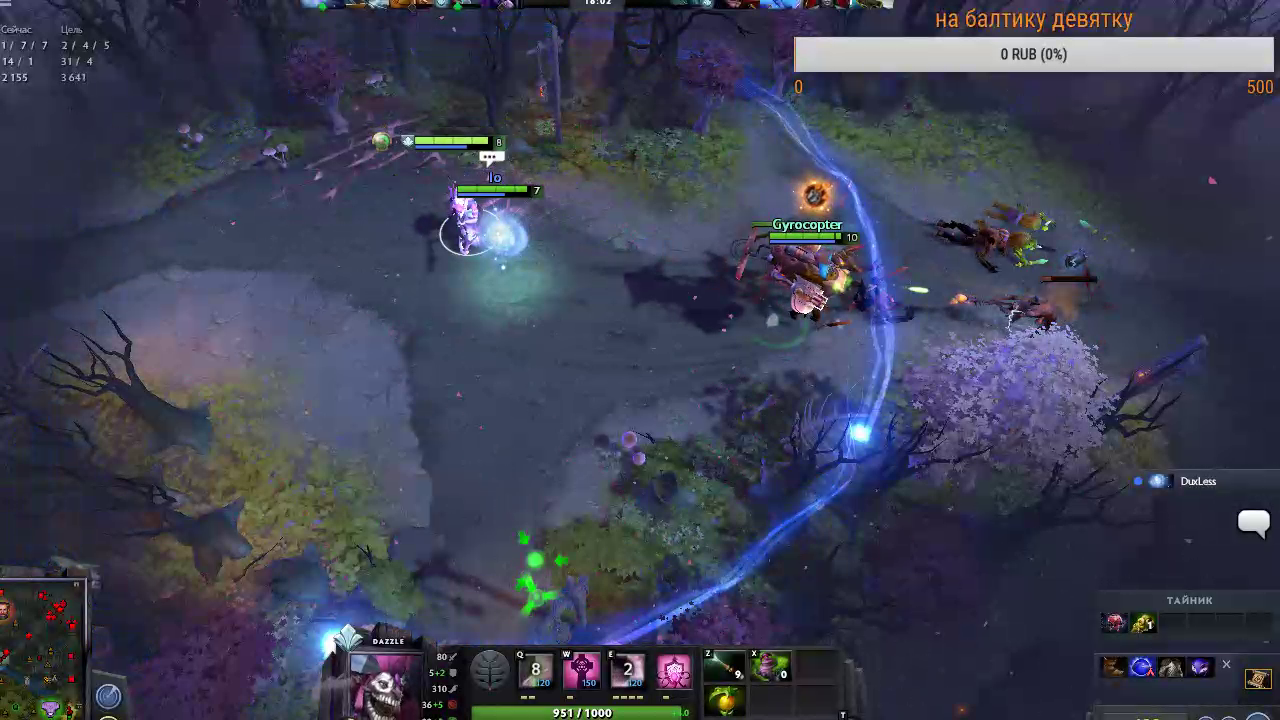 18:02
на балтику девятку
0 RUB (0%)
0 500
Сейчас Цель
1 / 7 / 7 2 / 4 / 5
14 / 1 31 / 4
2 155 3 641
8
Io
7
Gyrocopter
10
DuxLess
ТАЙНИК
1
DAZZLE
80
5+2
310
36+5
Q W E
8 2
120 150 120
951 / 1000
Z X
9 0
T